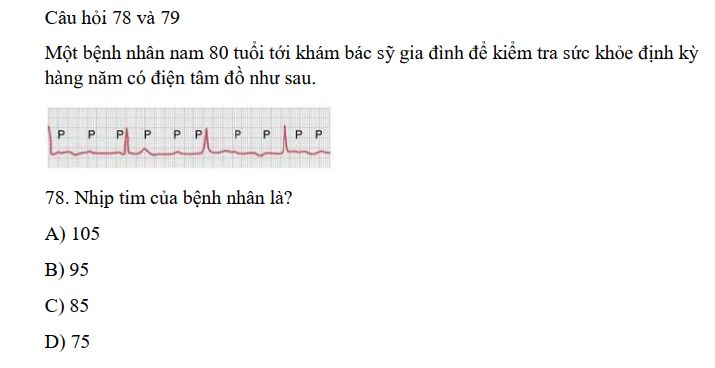 Câu hỏi 78 và 79
Một bệnh nhân nam 80 tuổi tới khám bác sỹ gia đình để kiểm tra sức khỏe định kỳ
hàng năm có điện tâm đồ như sau.
P P P P P P P P P P
78. Nhịp tim của bệnh nhân là?
A) 105
B) 95
C) 85
D) 75